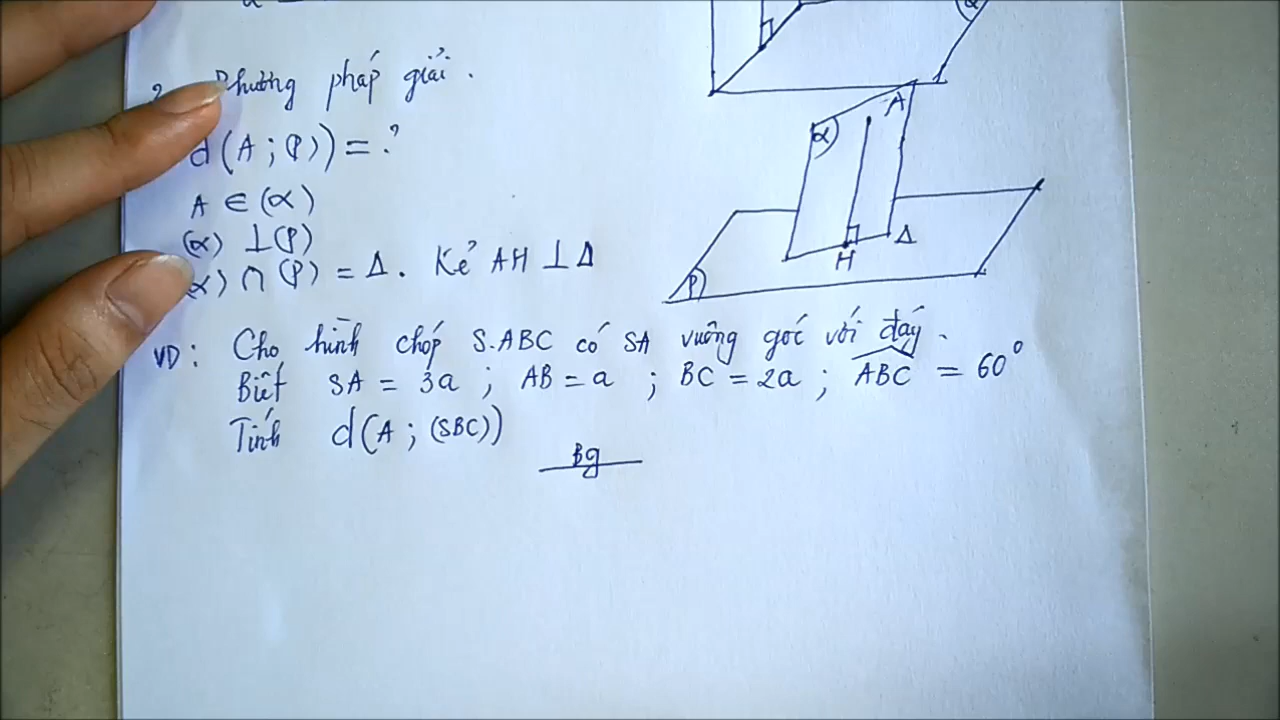 Phương pháp giải.
d(A;(P)) = ?
A ∈ (α)
(α) ⊥ (P)
(α) ∩ (P) = Δ. Kẻ AH ⊥ Δ
A
α
Δ
H
P
VD: Cho hình chóp S.ABC có SA vuông góc với đáy.
Biết SA = 3a ; AB = a ; BC = 2a ; \widehat{ABC} = 60°
Tính d(A ; (SBC))
Bg